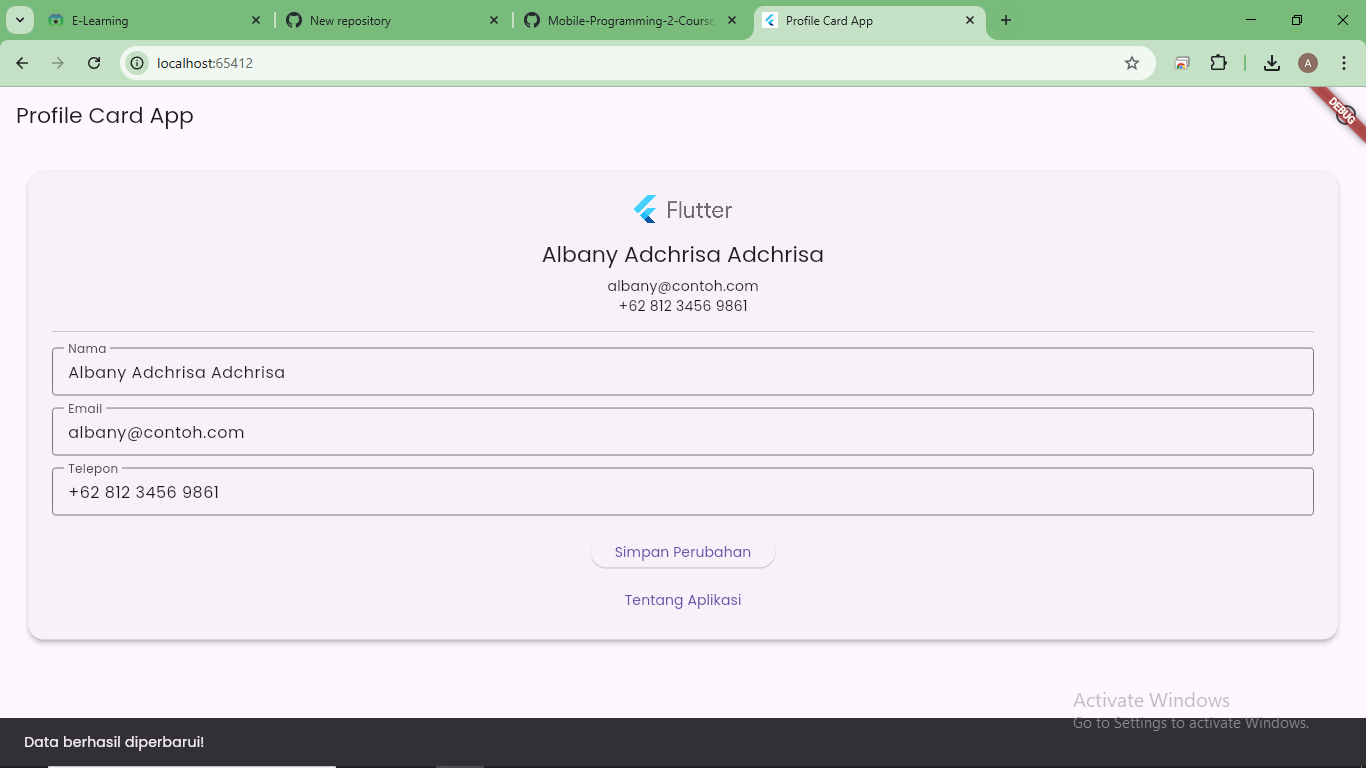 E-Learning
New repository
Mobile-Programming-2-Course
Profile Card App
localhost:65412
A
Profile Card App
DEBUG
Flutter
Albany Adchrisa Adchrisa
albany@contoh.com
+62 812 3456 9861
Nama
Albany Adchrisa Adchrisa
Email
albany@contoh.com
Telepon
+62 812 3456 9861
Simpan Perubahan
Tentang Aplikasi
Activate Windows
Go to Settings to activate Windows.
Data berhasil diperbarui!